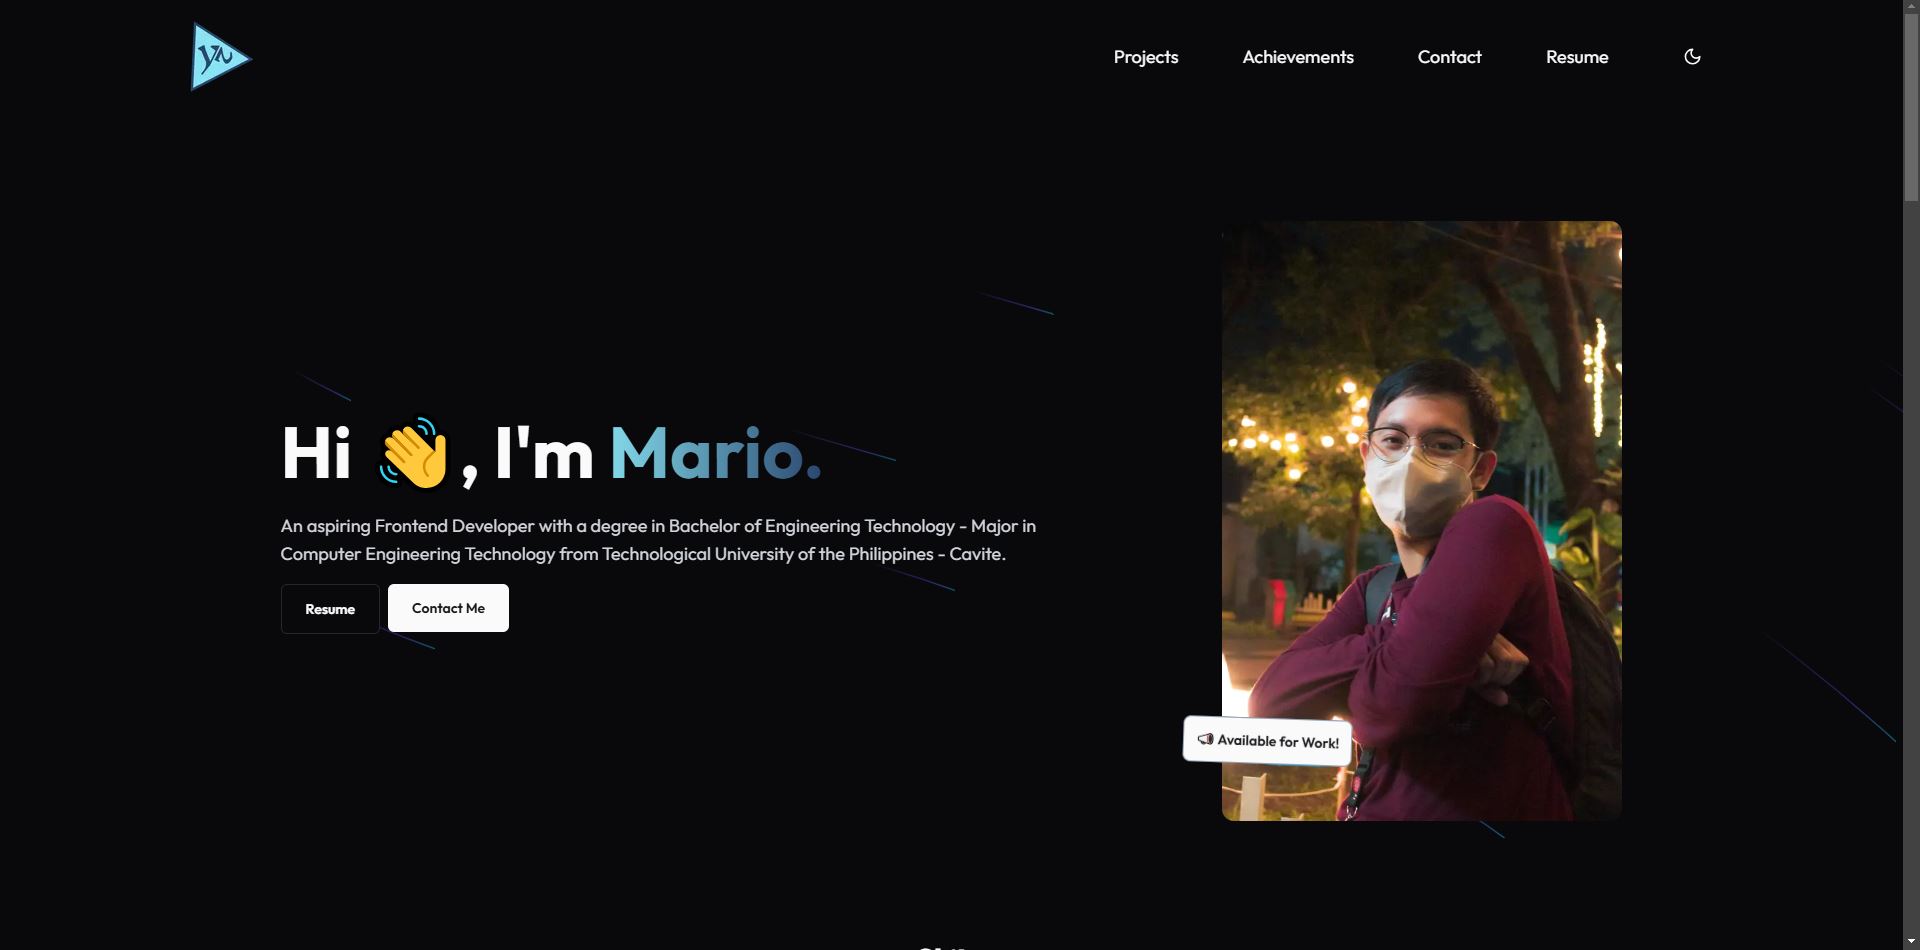 yn
Projects
Achievements
Contact
Resume
Hi 👋, I'm Mario.
An aspiring Frontend Developer with a degree in Bachelor of Engineering Technology - Major in
Computer Engineering Technology from Technological University of the Philippines - Cavite.
Resume
Contact Me
Available for Work!